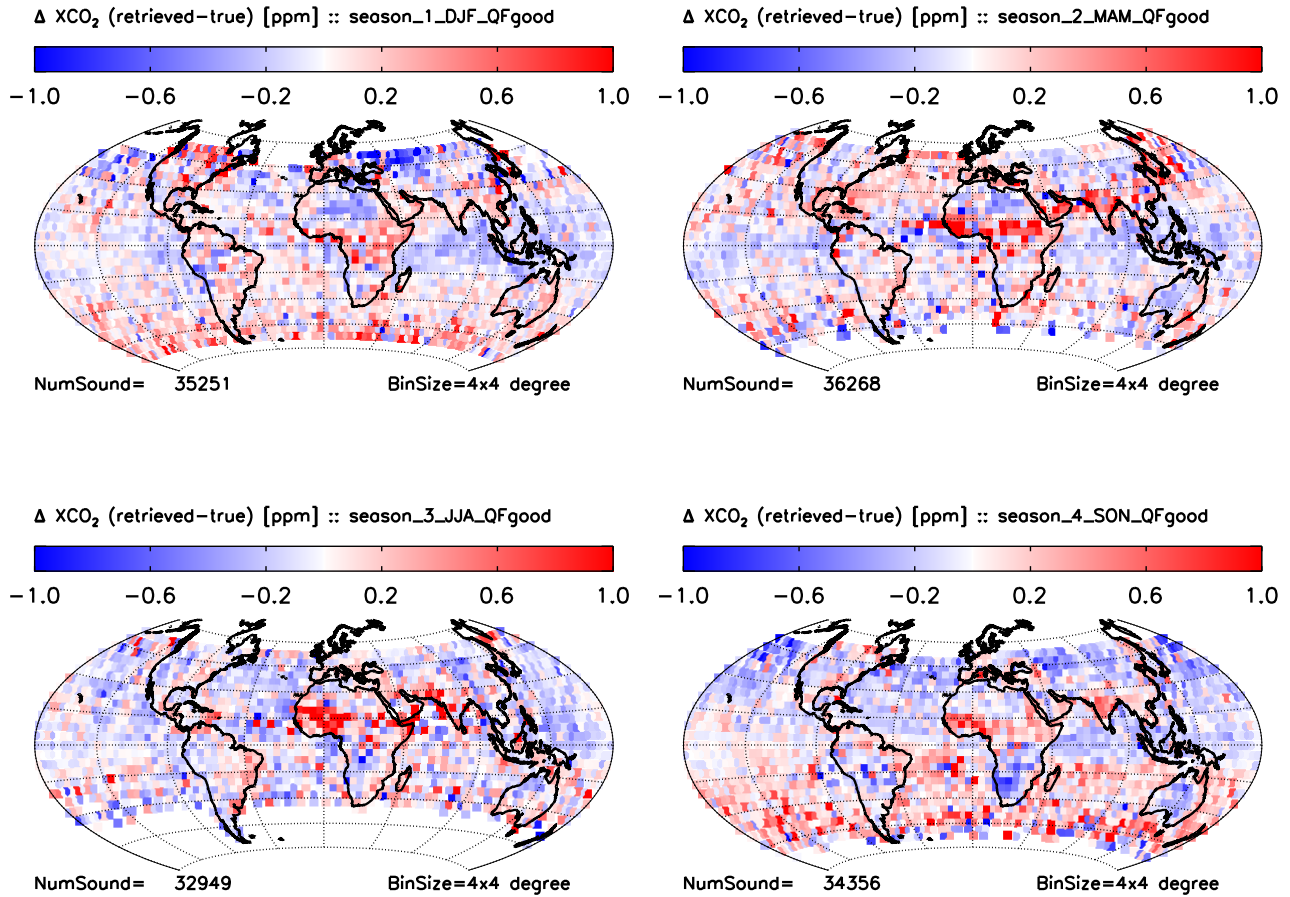 Δ XCO₂ (retrieved−true) [ppm] :: season_1_DJF_QFgood
−1.0 −0.6 −0.2 0.2 0.6 1.0
NumSound= 35251 BinSize=4x4 degree
Δ XCO₂ (retrieved−true) [ppm] :: season_2_MAM_QFgood
−1.0 −0.6 −0.2 0.2 0.6 1.0
NumSound= 36268 BinSize=4x4 degree
Δ XCO₂ (retrieved−true) [ppm] :: season_3_JJA_QFgood
−1.0 −0.6 −0.2 0.2 0.6 1.0
NumSound= 32949 BinSize=4x4 degree
Δ XCO₂ (retrieved−true) [ppm] :: season_4_SON_QFgood
−1.0 −0.6 −0.2 0.2 0.6 1.0
NumSound= 34356 BinSize=4x4 degree